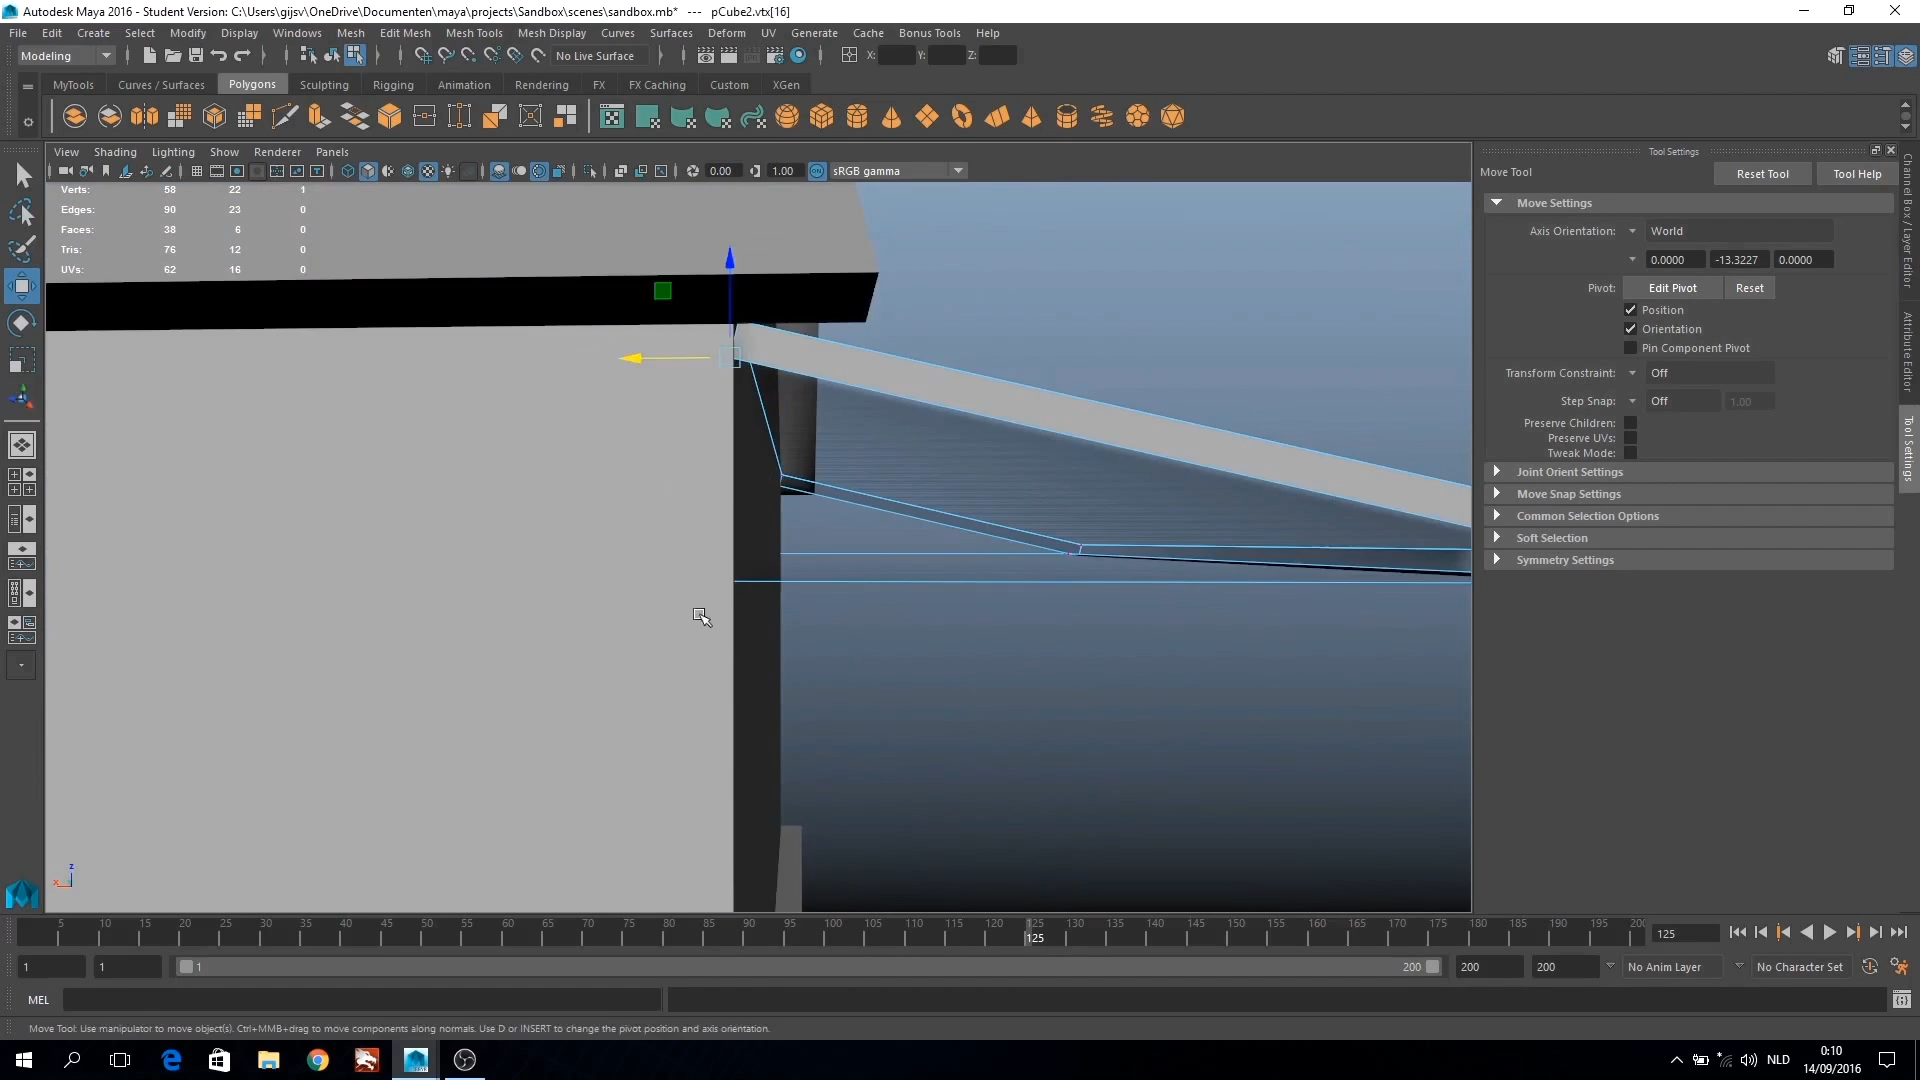 Autodesk Maya 2016 - Student Version: C:\Users\gijsv\OneDrive\Documenten\maya\projects\Sandbox\scenes\sandbox.mb* --- pCube2.vtx[16]
File Edit Create Select Modify Display Windows Mesh Edit Mesh Mesh Tools Mesh Display Curves Surfaces Deform UV Generate Cache Bonus Tools Help
Modeling No Live Surface X: Y: Z:
MyTools Curves / Surfaces Polygons Sculpting Rigging Animation Rendering FX FX Caching Custom XGen
View Shading Lighting Show Renderer Panels
0.00 1.00 ON sRGB gamma
Verts: 58 22 1
Edges: 90 23 0
Faces: 38 6 0
Tris: 76 12 0
UVs: 62 16 0
z
x
Tool Settings
Move Tool Reset Tool Tool Help
Move Settings
Axis Orientation: World
0.0000 -13.3227 0.0000
Pivot: Edit Pivot Reset
Position
Orientation
Pin Component Pivot
Transform Constraint: Off
Step Snap: Off 1.00
Preserve Children:
Preserve UVs:
Tweak Mode:
Joint Orient Settings
Move Snap Settings
Common Selection Options
Soft Selection
Symmetry Settings
Channel Box / Layer Editor
Attribute Editor
Tool Settings
5 10 15 20 25 30 35 40 45 50 55 60 65 70 75 80 85 90 95 100 105 110 115 120 125 130 135 140 145 150 155 160 165 170 175 180 185 190 195 200
125 125
1 1 1 200 200 200 No Anim Layer No Character Set
MEL
Move Tool: Use manipulator to move object(s). Ctrl+MMB+drag to move components along normals. Use D or INSERT to change the pivot position and axis orientation.
NLD
0:10
14/09/2016